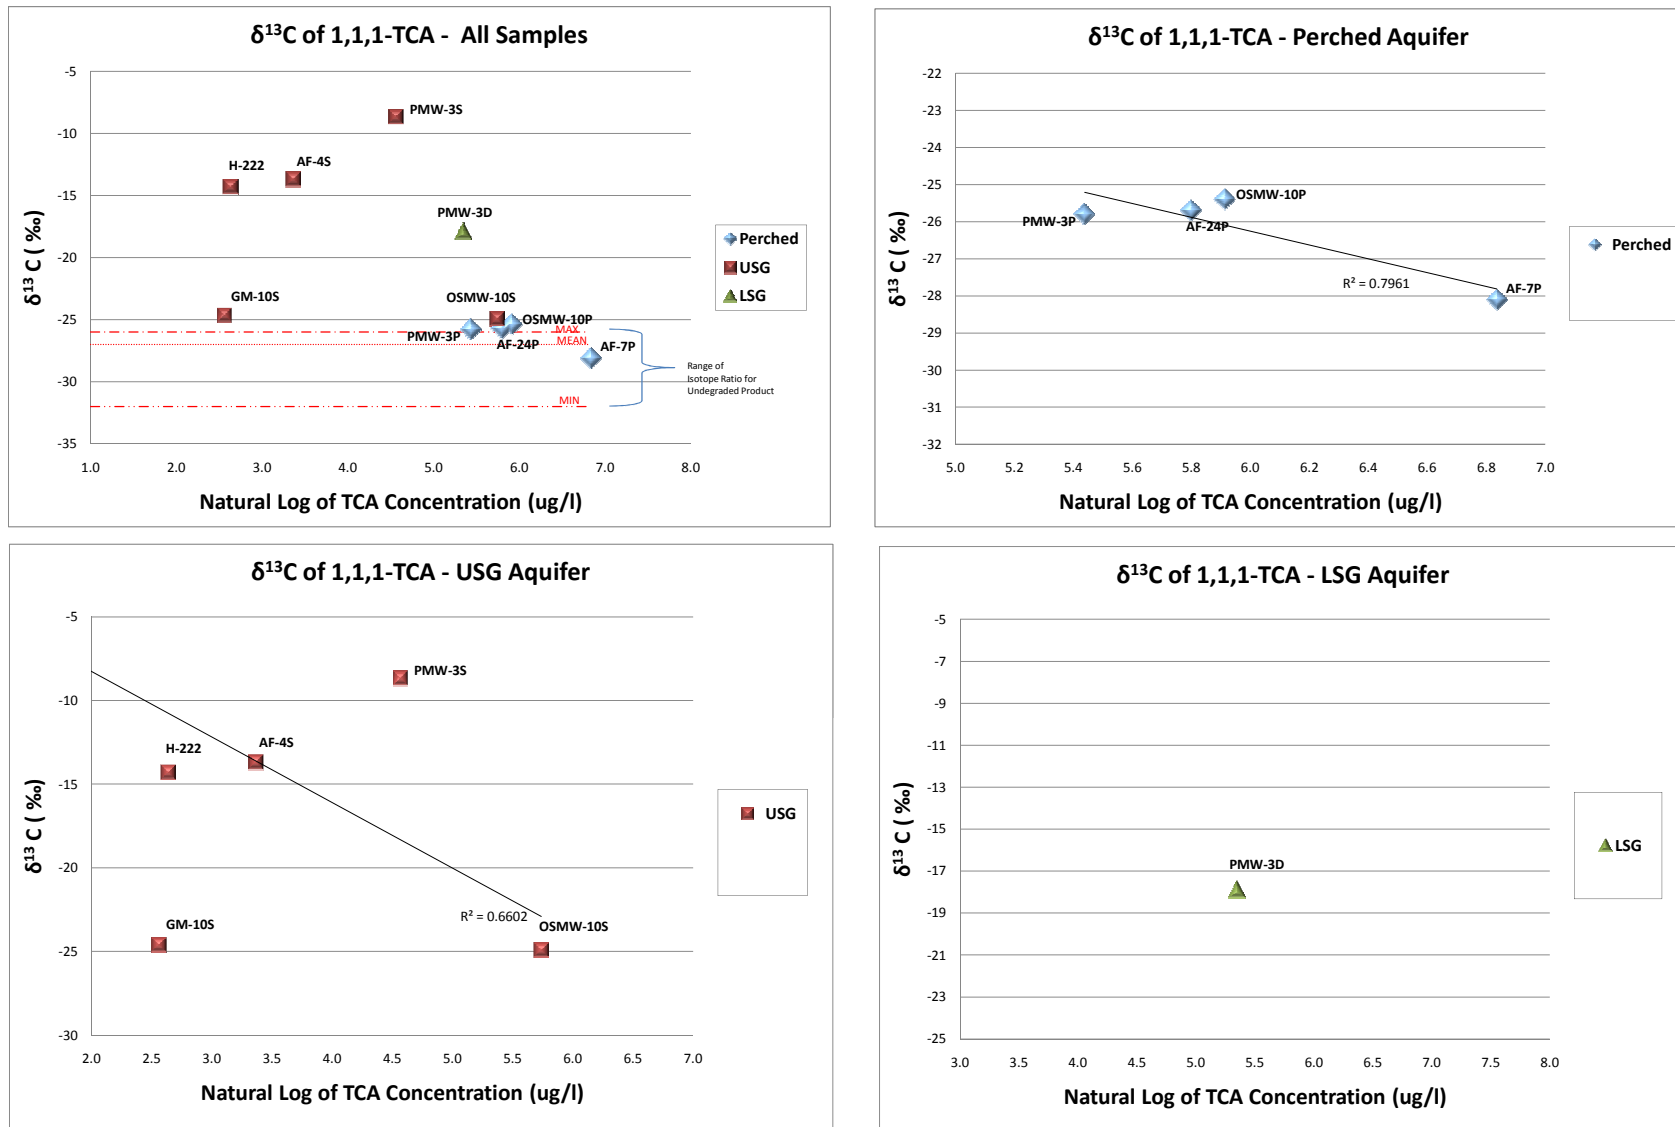 δ¹³C of 1,1,1-TCA - All Samples
-5
-10
-15
-20
-25
-30
-35
δ¹³ C ( ‰)
PMW-3S
H-222
AF-4S
PMW-3D
GM-10S
OSMW-10S
OSMW-10P
PMW-3P
AF-24P
AF-7P
MAX
MEAN
MIN
Range of
Isotope Ratio for
Undegraded Product
Perched
USG
LSG
1.0 2.0 3.0 4.0 5.0 6.0 7.0 8.0
Natural Log of TCA Concentration (ug/l)
δ¹³C of 1,1,1-TCA - Perched Aquifer
-22
-23
-24
-25
-26
-27
-28
-29
-30
-31
-32
δ¹³ C ( ‰)
OSMW-10P
PMW-3P
AF-24P
R² = 0.7961
AF-7P
Perched
5.0 5.2 5.4 5.6 5.8 6.0 6.2 6.4 6.6 6.8 7.0
Natural Log of TCA Concentration (ug/l)
δ¹³C of 1,1,1-TCA - USG Aquifer
-5
-10
-15
-20
-25
-30
δ¹³ C ( ‰)
PMW-3S
H-222
AF-4S
GM-10S
R² = 0.6602
OSMW-10S
USG
2.0 2.5 3.0 3.5 4.0 4.5 5.0 5.5 6.0 6.5 7.0
Natural Log of TCA Concentration (ug/l)
δ¹³C of 1,1,1-TCA - LSG Aquifer
-5
-7
-9
-11
-13
-15
-17
-19
-21
-23
-25
δ¹³ C ( ‰)
PMW-3D
LSG
3.0 3.5 4.0 4.5 5.0 5.5 6.0 6.5 7.0 7.5 8.0
Natural Log of TCA Concentration (ug/l)